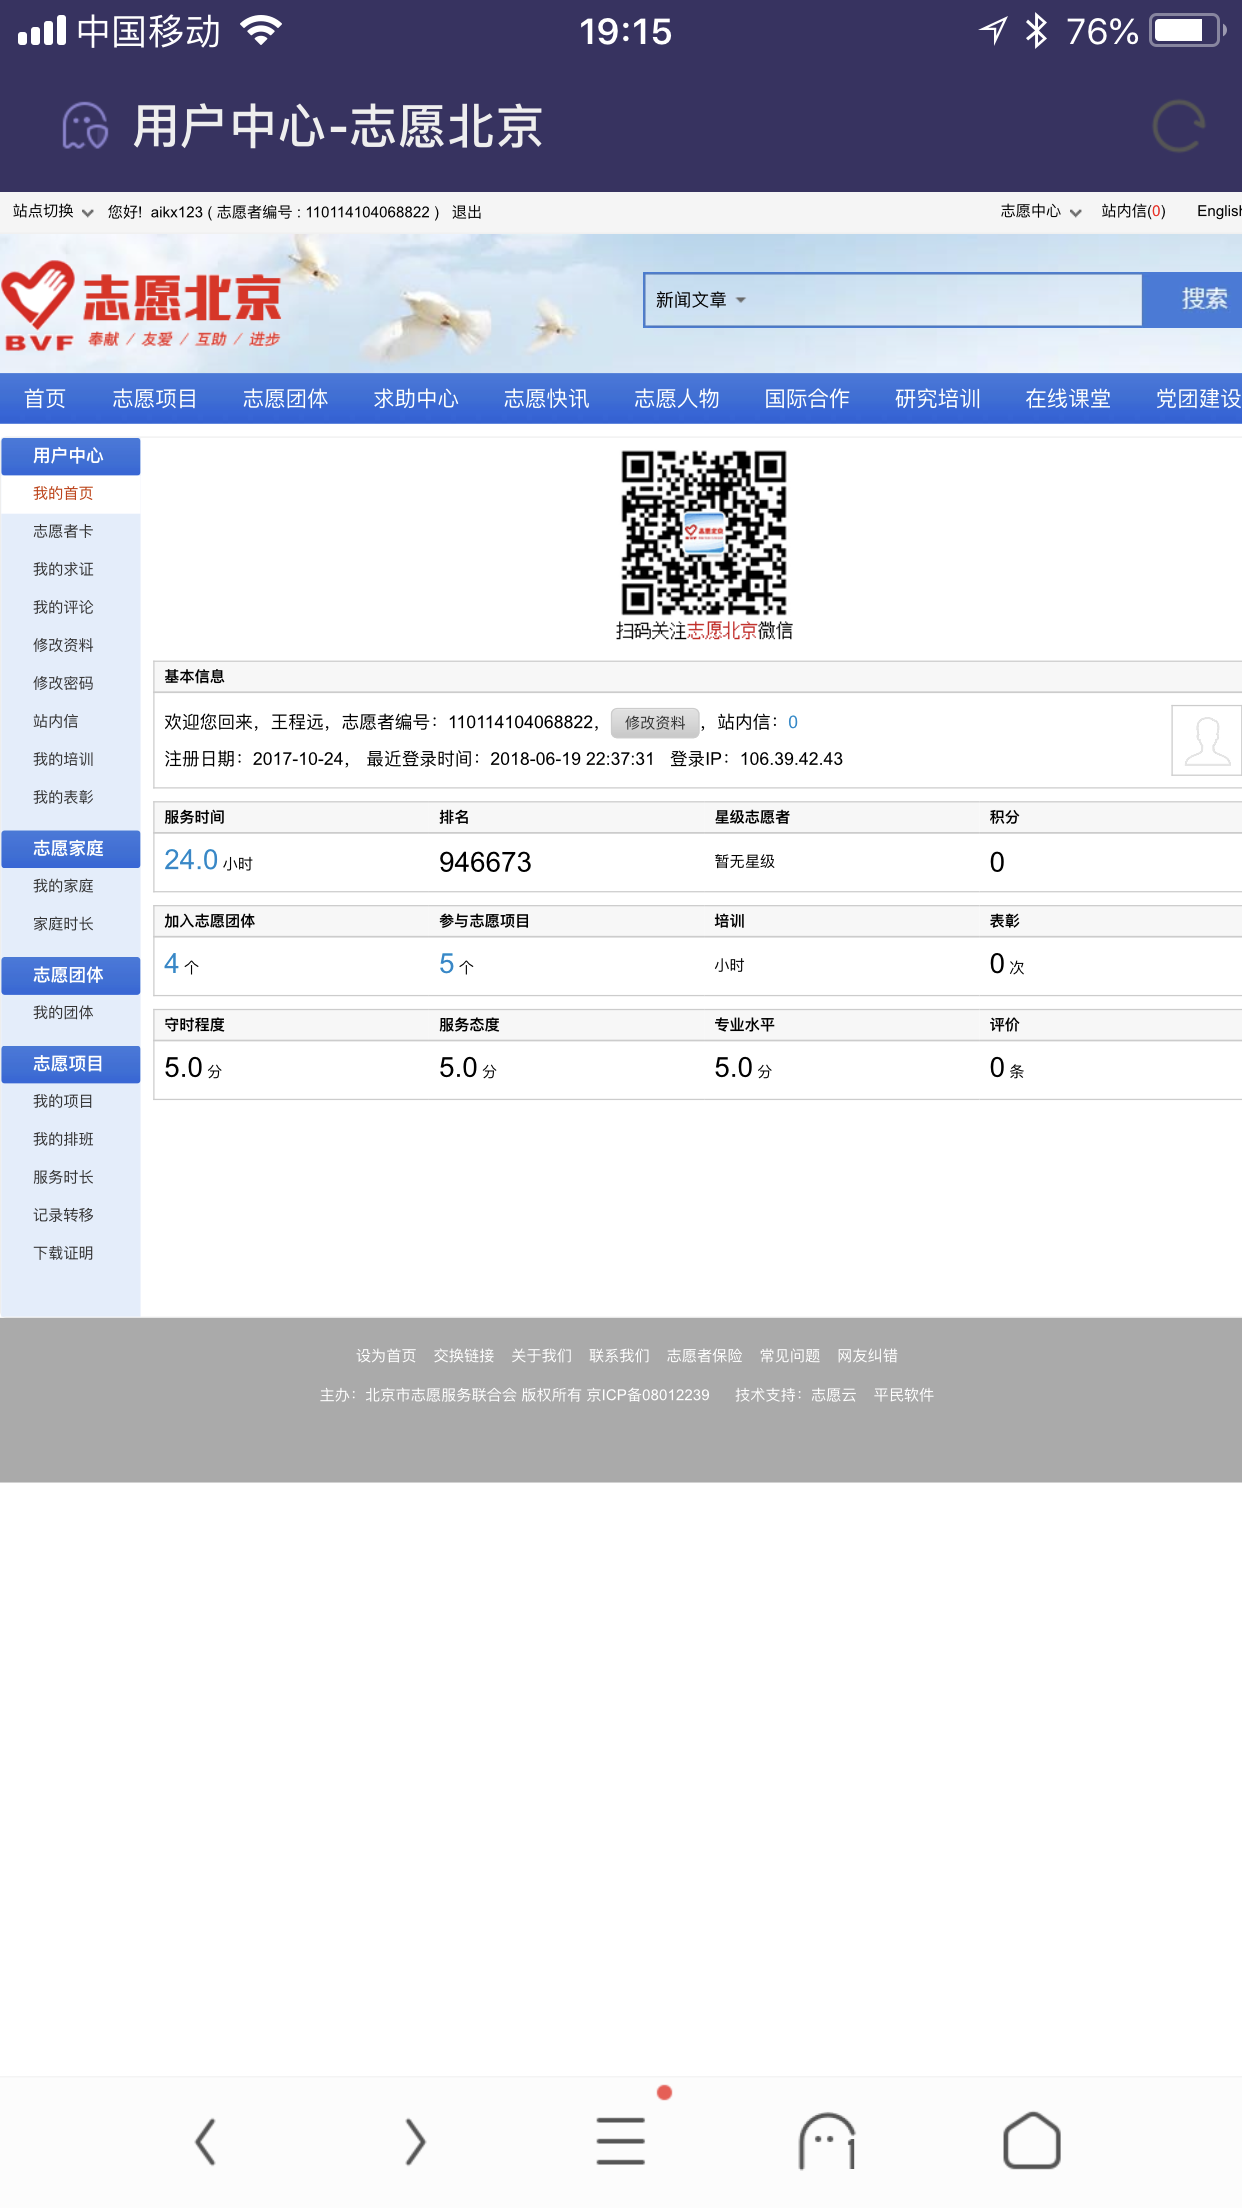 中国移动 19:15 76%
用户中心-志愿北京
站点切换 您好! aikx123 ( 志愿者编号 : 110114104068822 ) 退出 志愿中心 站内信(0) English
志愿北京
BVF 奉献 / 友爱 / 互助 / 进步
新闻文章 搜索
首页 志愿项目 志愿团体 求助中心 志愿快讯 志愿人物 国际合作 研究培训 在线课堂 党团建设
用户中心
我的首页
志愿者卡
我的求证
我的评论
修改资料
修改密码
站内信
我的培训
我的表彰
志愿家庭
我的家庭
家庭时长
志愿团体
我的团体
志愿项目
我的项目
我的排班
服务时长
记录转移
下载证明
志愿北京
BVF
扫码关注志愿北京微信
基本信息
欢迎您回来，王程远，志愿者编号：110114104068822， 修改资料 ，站内信：0
注册日期：2017-10-24， 最近登录时间：2018-06-19 22:37:31 登录IP：106.39.42.43
服务时间 排名 星级志愿者 积分
24.0 小时 946673 暂无星级 0
加入志愿团体 参与志愿项目 培训 表彰
4 个 5 个 小时 0 次
守时程度 服务态度 专业水平 评价
5.0 分 5.0 分 5.0 分 0 条
设为首页 交换链接 关于我们 联系我们 志愿者保险 常见问题 网友纠错
主办：北京市志愿服务联合会 版权所有 京ICP备08012239 技术支持：志愿云 平民软件
1